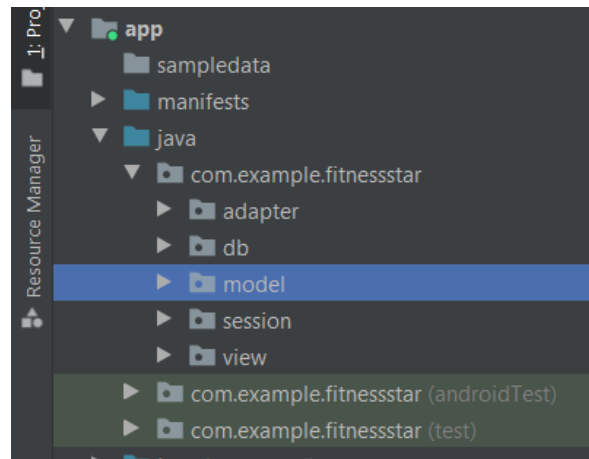 1: Pro
Resource Manager
app
sampledata
manifests
java
com.example.fitnessstar
adapter
db
model
session
view
com.example.fitnessstar (androidTest)
com.example.fitnessstar (test)